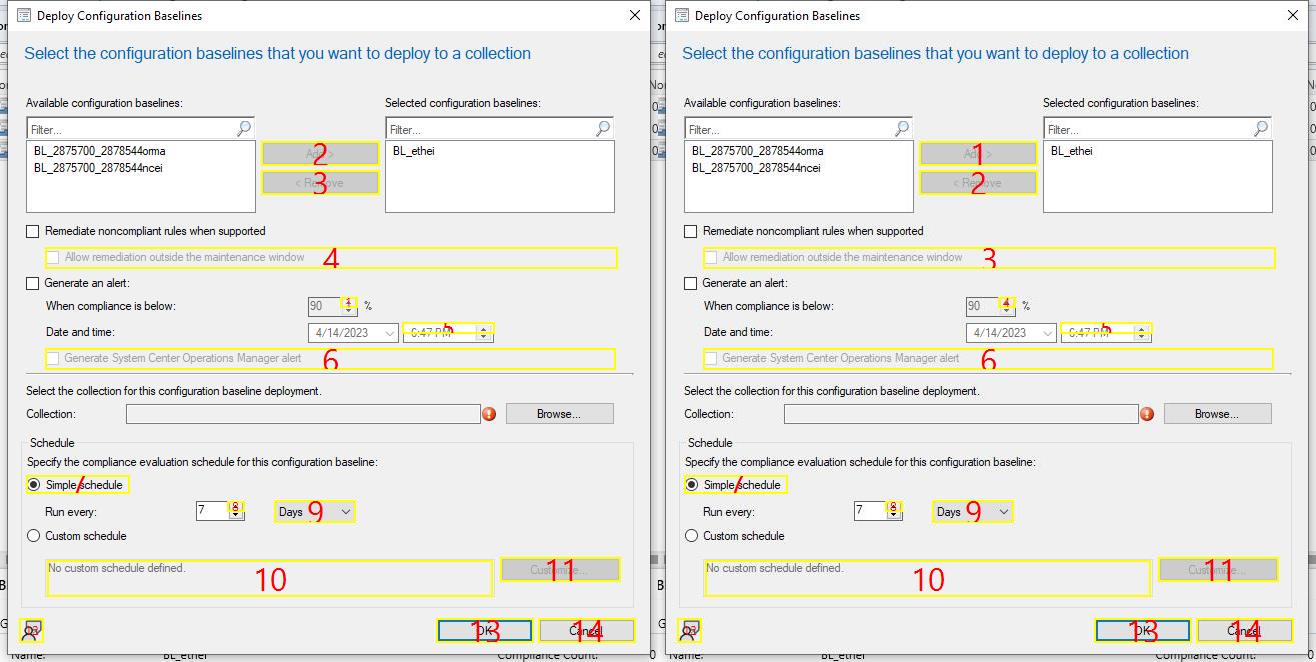 Deploy Configuration Baselines
Select the configuration baselines that you want to deploy to a collection
Available configuration baselines:
Selected configuration baselines:
Filter...
Filter...
BL_2875700_2878544oma
BL_2875700_2878544ncei
2 Add >
3 < Remove
BL_ethei
Remediate noncompliant rules when supported
Allow remediation outside the maintenance window 4
Generate an alert:
When compliance is below: 90 1 %
Date and time: 4/14/2023 6:47 PM 5
Generate System Center Operations Manager alert 6
Select the collection for this configuration baseline deployment.
Collection: Browse...
Schedule
Specify the compliance evaluation schedule for this configuration baseline:
Simple schedule 7
Run every: 7 8 Days 9
Custom schedule
No custom schedule defined. 10
Customize... 11
OK 13
Cancel 14
Name: BL_ethei Compliance Count: 0
Deploy Configuration Baselines
Select the configuration baselines that you want to deploy to a collection
Available configuration baselines:
Selected configuration baselines:
Filter...
Filter...
BL_2875700_2878544oma
BL_2875700_2878544ncei
1 Add >
2 < Remove
BL_ethei
Remediate noncompliant rules when supported
Allow remediation outside the maintenance window 3
Generate an alert:
When compliance is below: 90 4 %
Date and time: 4/14/2023 6:47 PM 5
Generate System Center Operations Manager alert 6
Select the collection for this configuration baseline deployment.
Collection: Browse...
Schedule
Specify the compliance evaluation schedule for this configuration baseline:
Simple schedule 7
Run every: 7 8 Days 9
Custom schedule
No custom schedule defined. 10
Customize... 11
OK 13
Cancel 14
Name: BL_ethei Compliance Count: 0